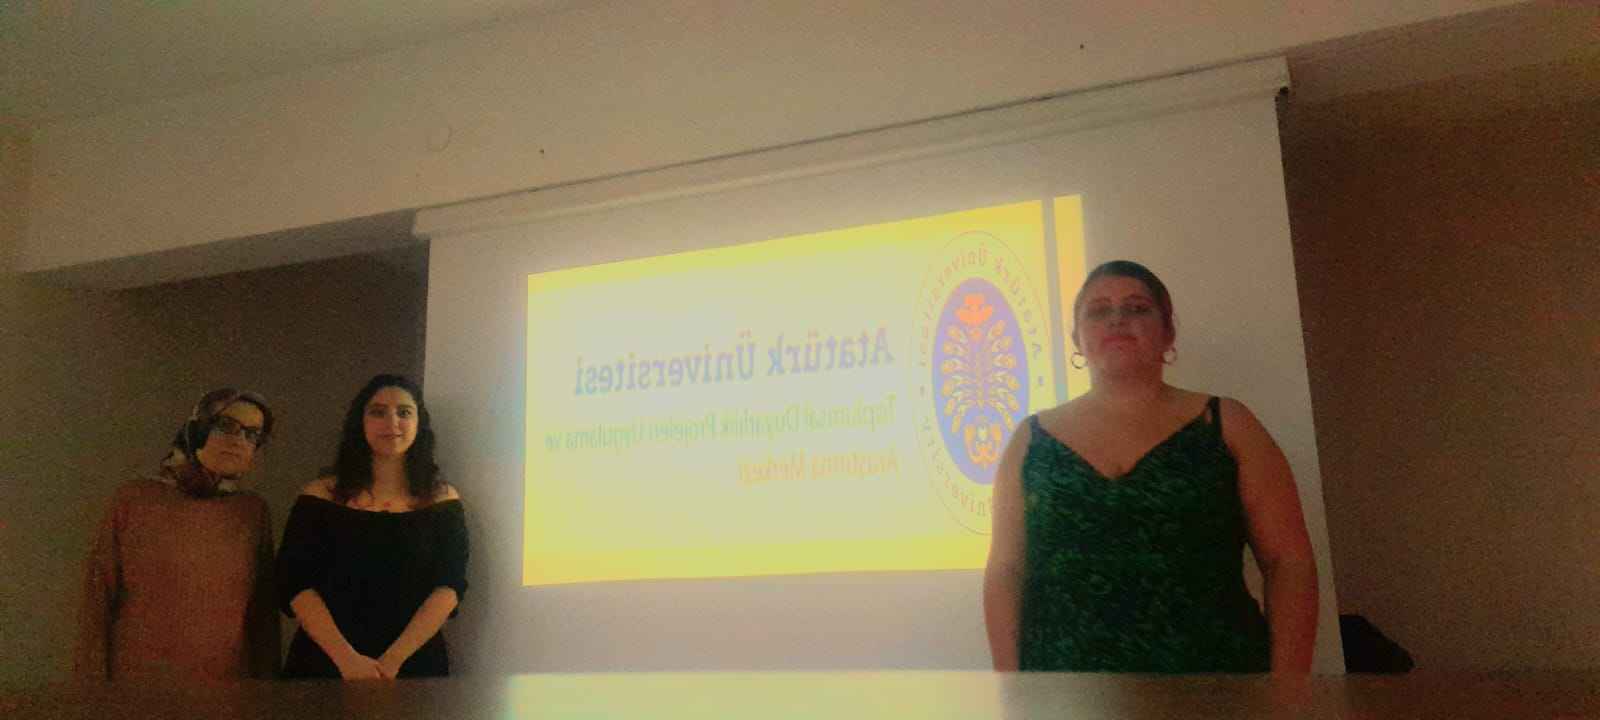 Atatürk Üniversitesi
Toplumsal Duyarlılık Projeleri Uygulama ve
Araştırma Merkezi
Atatürk Üniversitesi